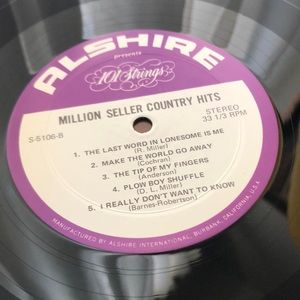 ALSHIRE
presents
101 Strings
MILLION SELLER COUNTRY HITS
S-5106-B
STEREO
33 1/3 RPM
1. THE LAST WORD IN LONESOME IS ME
(R. Miller)
2. MAKE THE WORLD GO AWAY
(Cochran)
3. THE TIP OF MY FINGERS
(Anderson)
4. PLOW BOY SHUFFLE
(D. L. Miller)
5. I REALLY DON'T WANT TO KNOW
(Barnes-Robertson)
MANUFACTURED BY ALSHIRE INTERNATIONAL, BURBANK, CALIFORNIA, U.S.A.